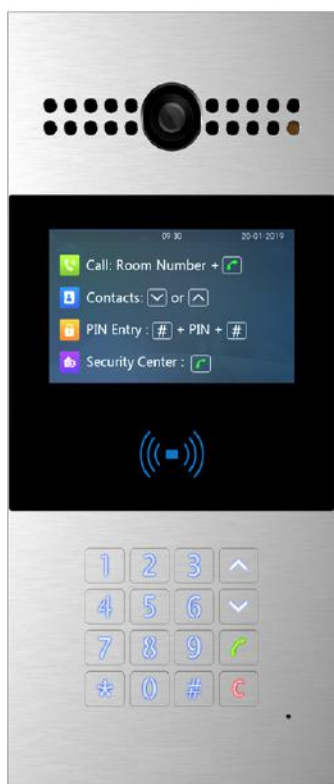 09:30 20-01-2019
Call: Room Number +
Contacts: or
PIN Entry : # + PIN + #
Security Center :
1 2 3
4 5 6
7 8 9
* 0 # C